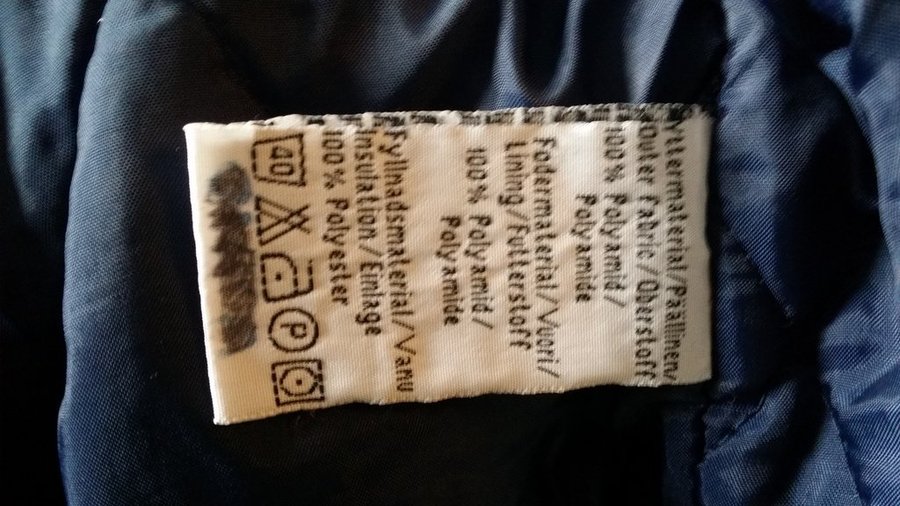 Yttermaterial/Päällinen/
Outer Fabric/Oberstoff
100% Polyamid/
Polyamide
Fodermaterial/Vuori/
Lining/Futterstoff
100% Polyamid/
Polyamide
Fyllnadsmaterial/Vanu
Insulation/Einlage
100% Polyester
40 P